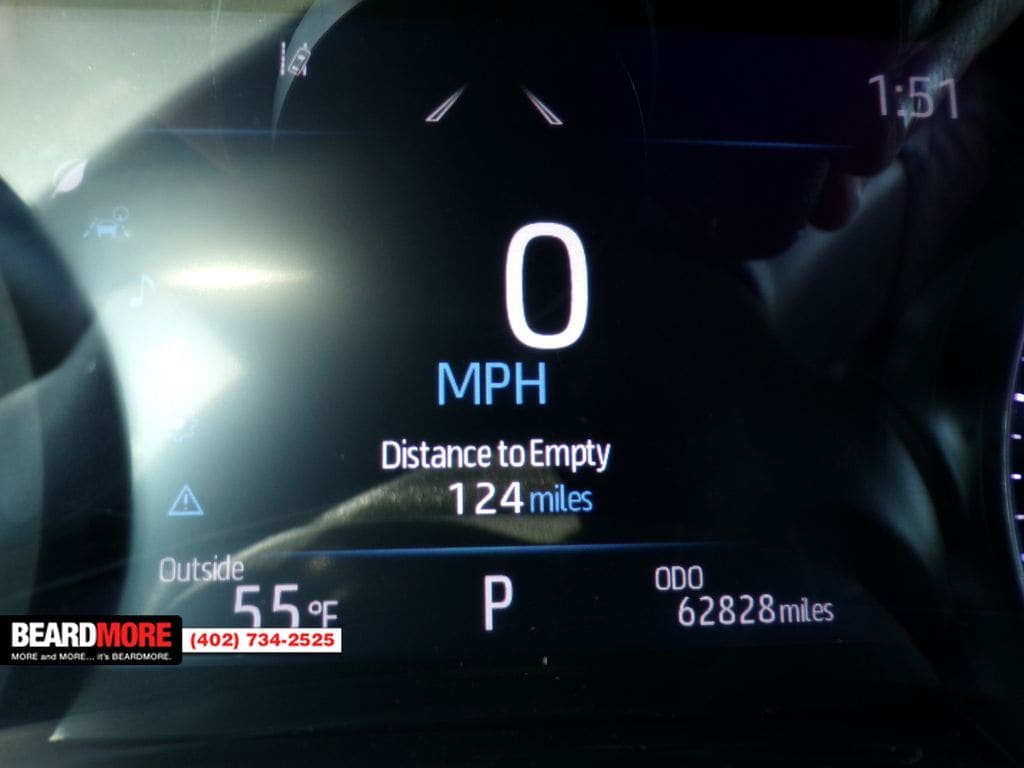 1:51
0
MPH
Distance to Empty
124 miles
Outside
55°F
P
ODO
62828 miles
BEARDMORE
MORE and MORE... it's BEARDMORE.
(402) 734-2525